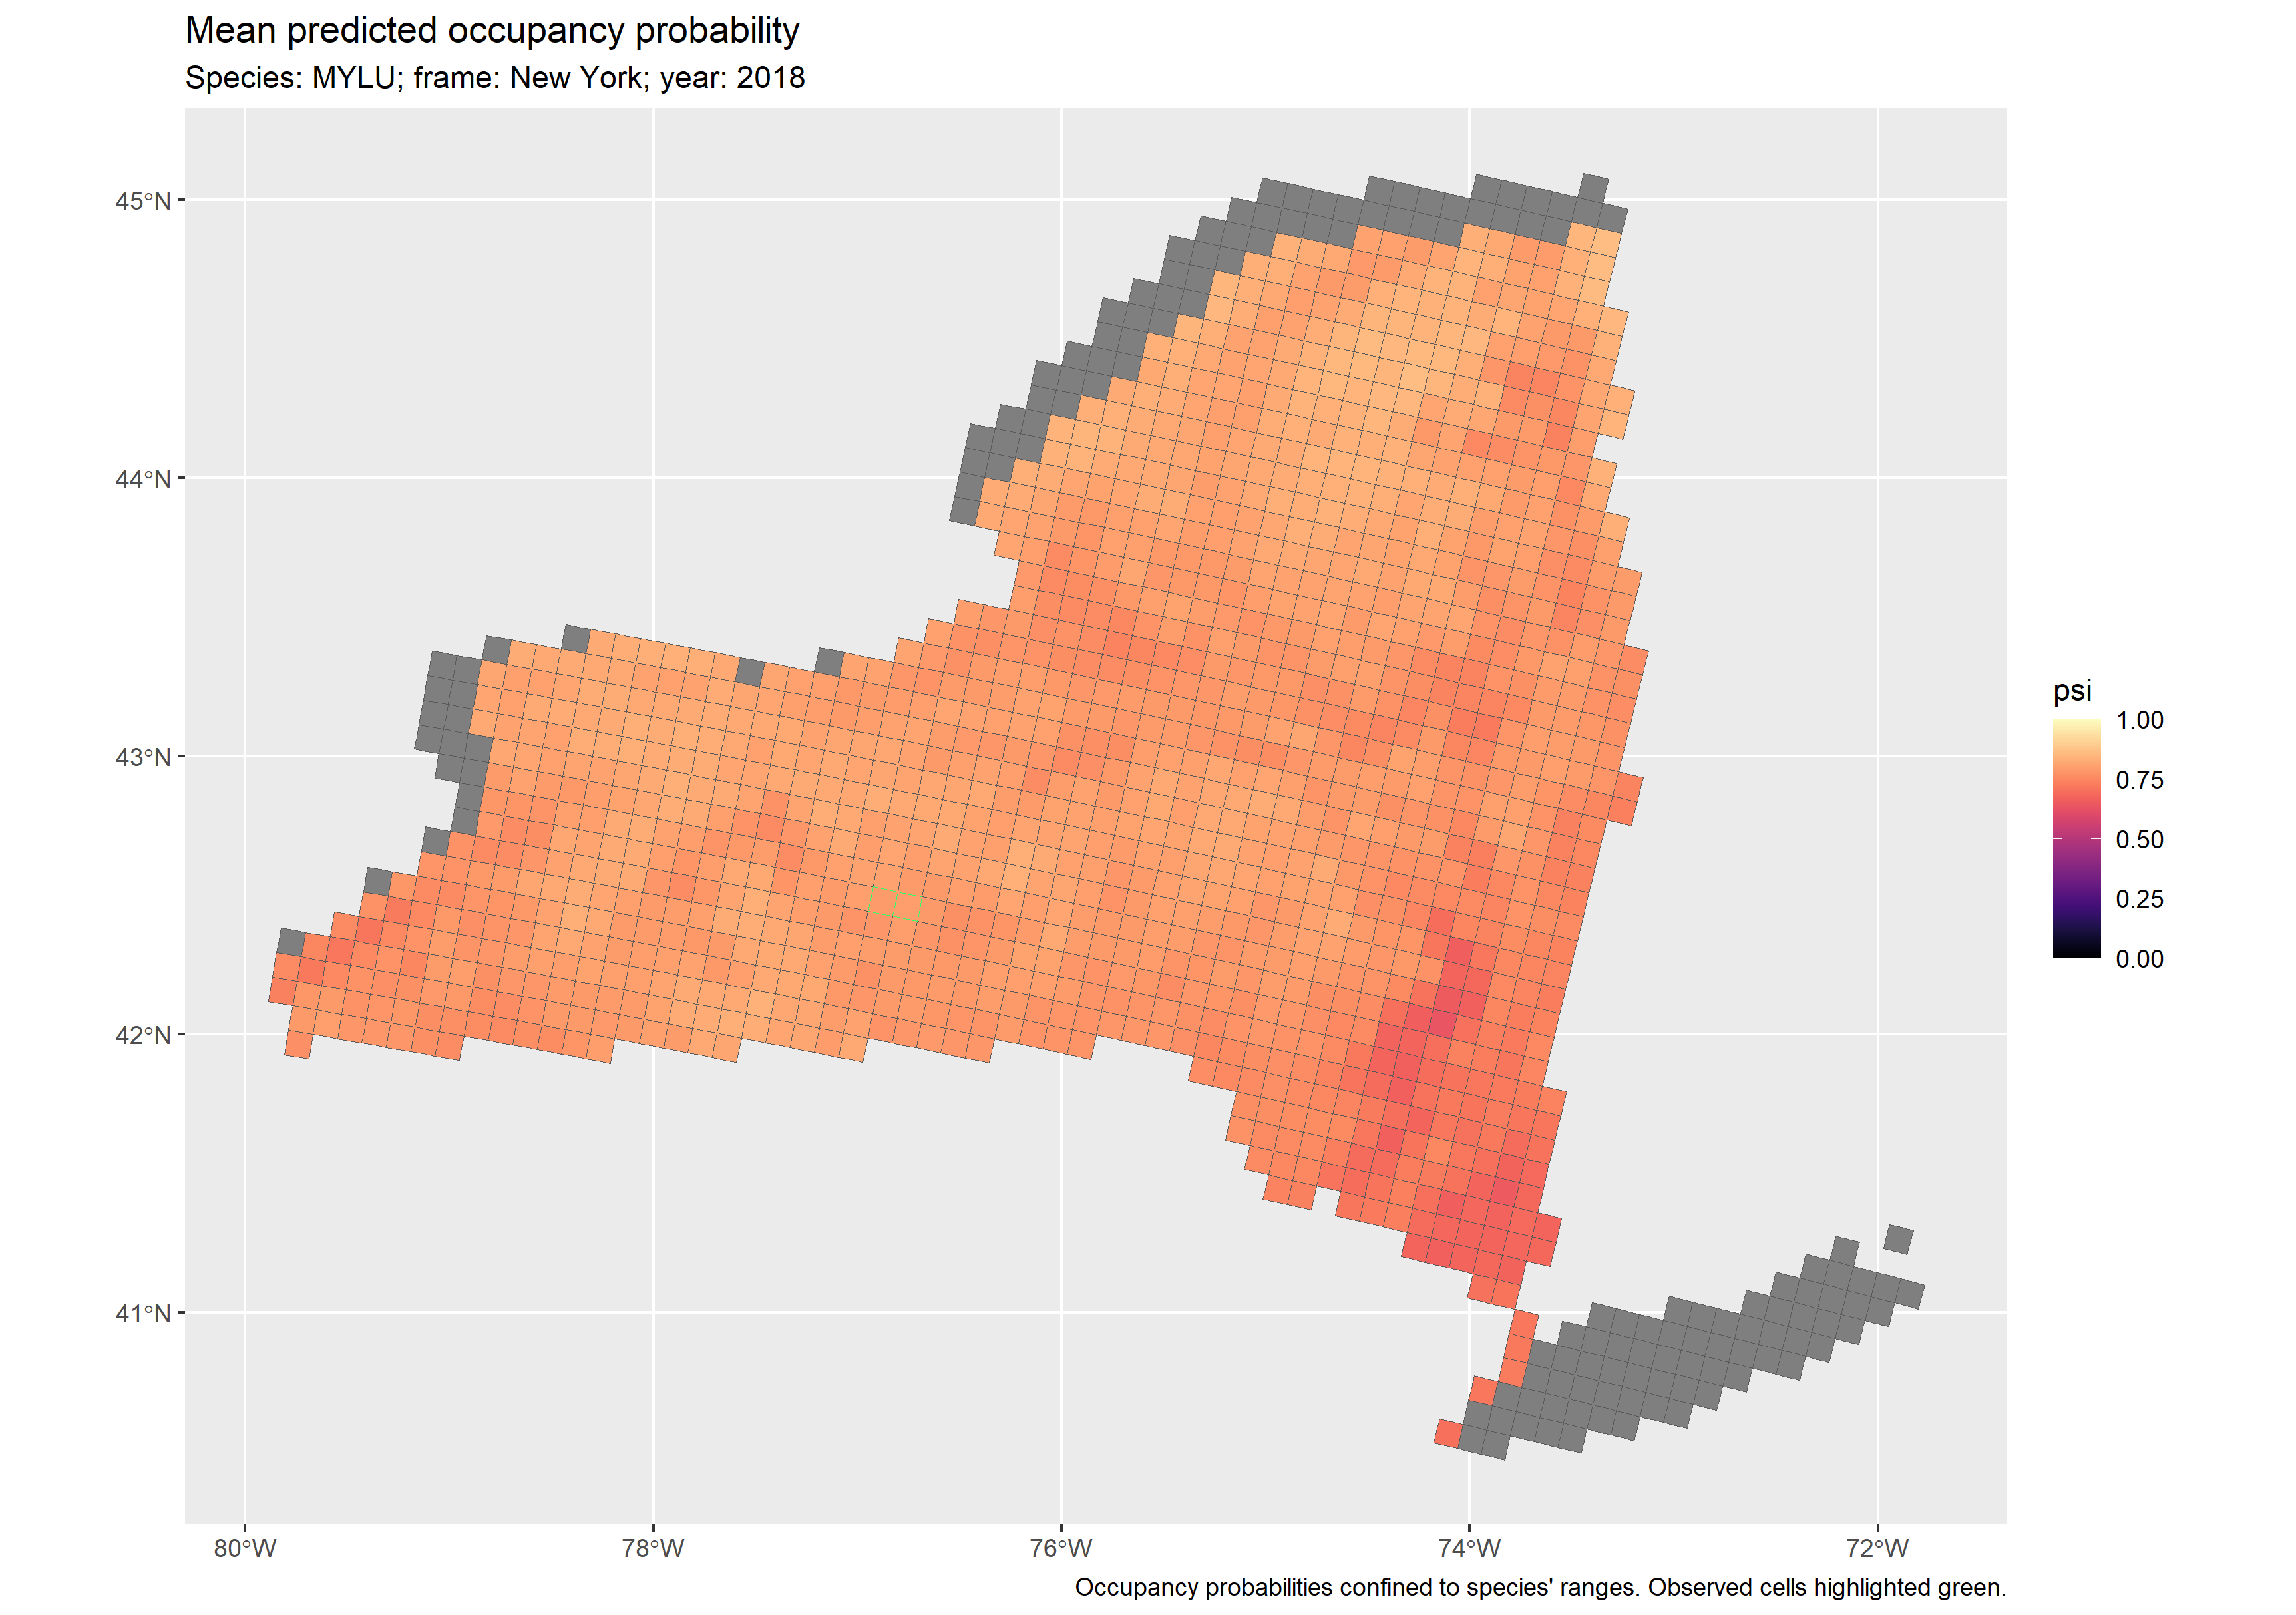 Mean predicted occupancy probability
Species: MYLU; frame: New York; year: 2018
45°N
44°N
43°N
42°N
41°N
80°W
78°W
76°W
74°W
72°W
psi
1.00
0.75
0.50
0.25
0.00
Occupancy probabilities confined to species' ranges. Observed cells highlighted green.